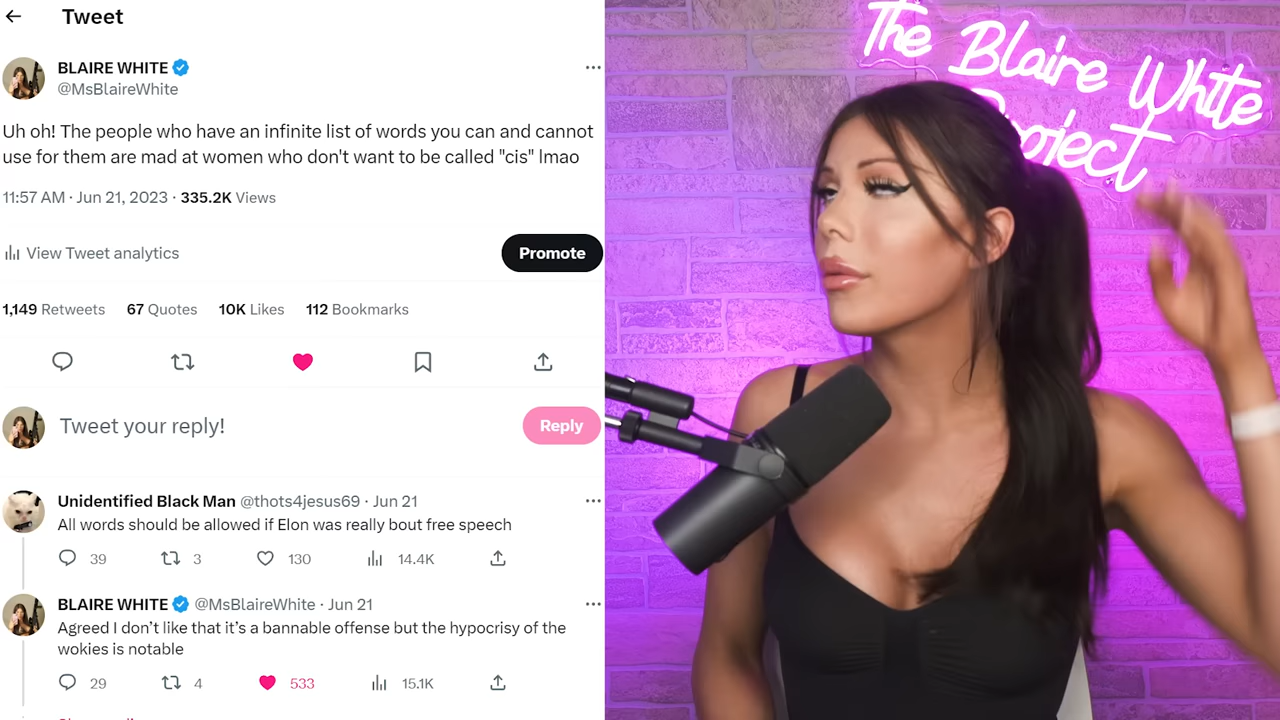 Tweet
BLAIRE WHITE
@MsBlaireWhite
Uh oh! The people who have an infinite list of words you can and cannot
use for them are mad at women who don't want to be called "cis" lmao
11:57 AM · Jun 21, 2023 · 335.2K Views
View Tweet analytics
Promote
1,149 Retweets 67 Quotes 10K Likes 112 Bookmarks
Tweet your reply!
Reply
Unidentified Black Man @thots4jesus69 · Jun 21
All words should be allowed if Elon was really bout free speech
39 3 130 14.4K
BLAIRE WHITE @MsBlaireWhite · Jun 21
Agreed I don’t like that it’s a bannable offense but the hypocrisy of the
wokies is notable
29 4 533 15.1K
The Blaire White
Project